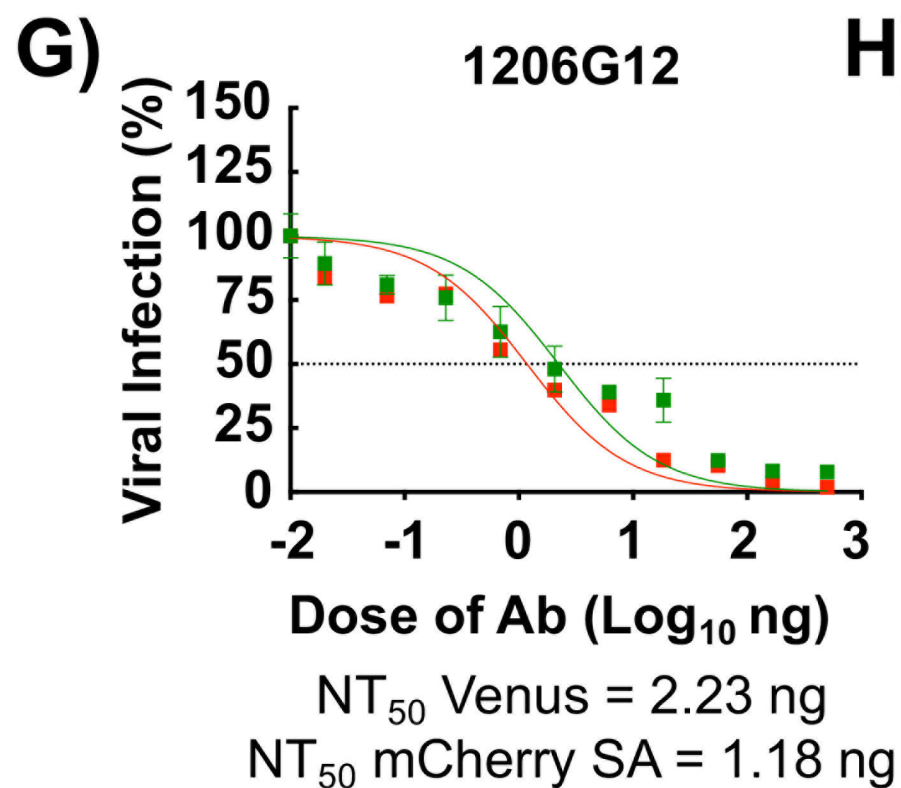 G)
H
1206G12
Viral Infection (%)
150
125
100
75
50
25
0
-2 -1 0 1 2 3
Dose of Ab (Log₁₀ ng)
NT₅₀ Venus = 2.23 ng
NT₅₀ mCherry SA = 1.18 ng